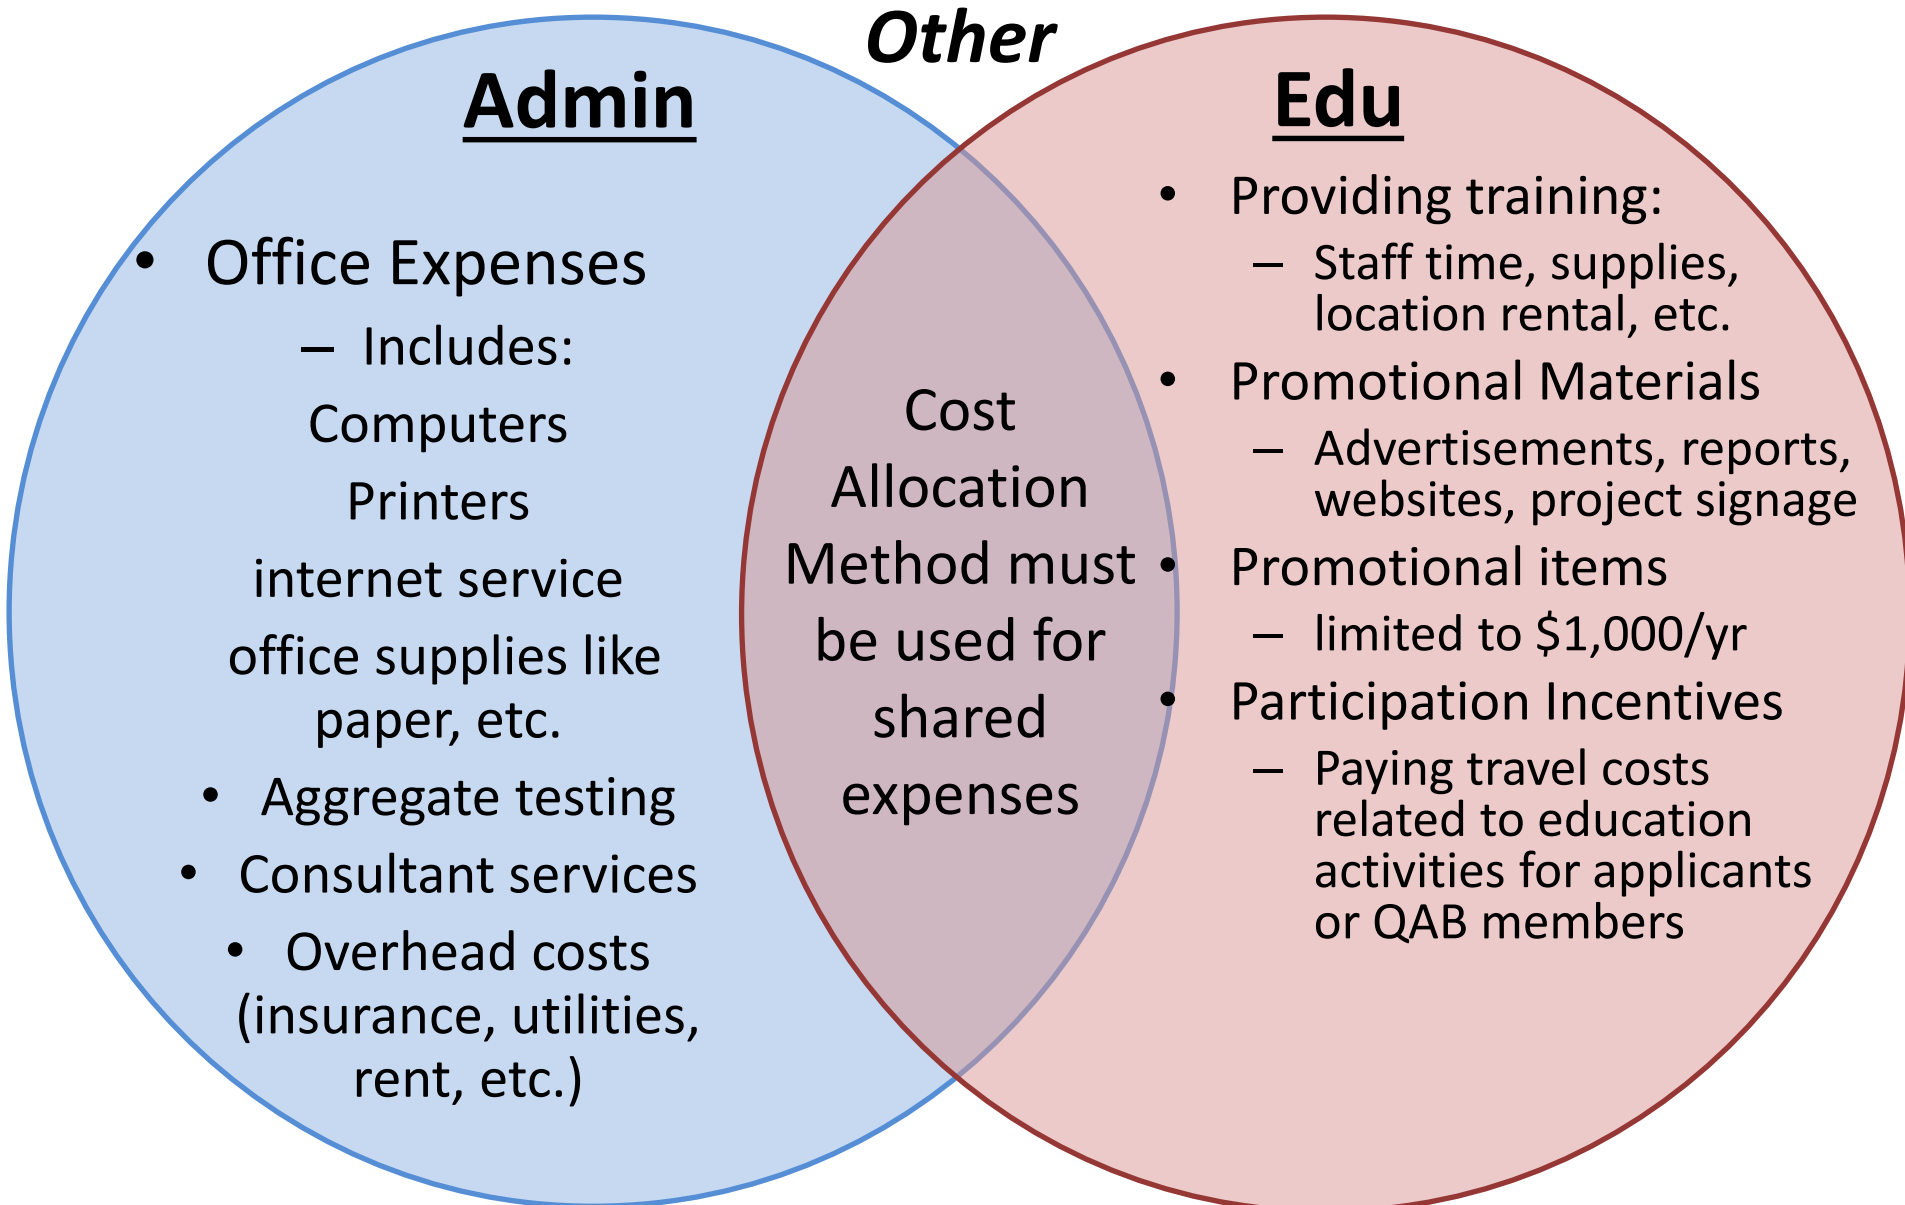 Other
Admin
• Office Expenses
– Includes:
Computers
Printers
internet service
office supplies like
paper, etc.
• Aggregate testing
• Consultant services
• Overhead costs
(insurance, utilities,
rent, etc.)
Cost
Allocation
Method must
be used for
shared
expenses
Edu
• Providing training:
– Staff time, supplies,
location rental, etc.
• Promotional Materials
– Advertisements, reports,
websites, project signage
• Promotional items
– limited to $1,000/yr
• Participation Incentives
– Paying travel costs
related to education
activities for applicants
or QAB members